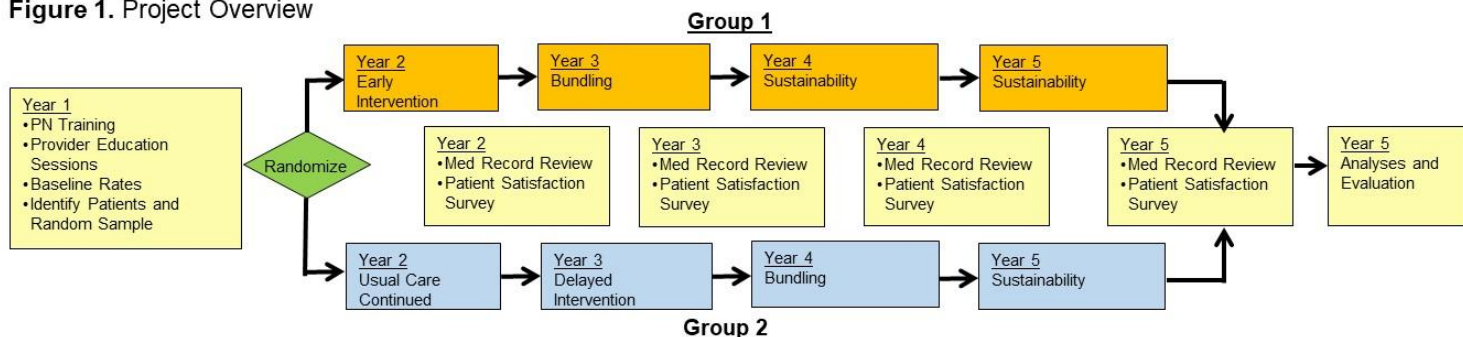 Figure 1. Project Overview
Group 1
Year 1
•PN Training
•Provider Education
Sessions
•Baseline Rates
•Identify Patients and
Random Sample
Randomize
Year 2
Early
Intervention
Year 3
Bundling
Year 4
Sustainability
Year 5
Sustainability
Year 2
•Med Record Review
•Patient Satisfaction
Survey
Year 3
•Med Record Review
•Patient Satisfaction
Survey
Year 4
•Med Record Review
•Patient Satisfaction
Survey
Year 5
•Med Record Review
•Patient Satisfaction
Survey
Year 5
Analyses and
Evaluation
Year 2
Usual Care
Continued
Year 3
Delayed
Intervention
Year 4
Bundling
Year 5
Sustainability
Group 2